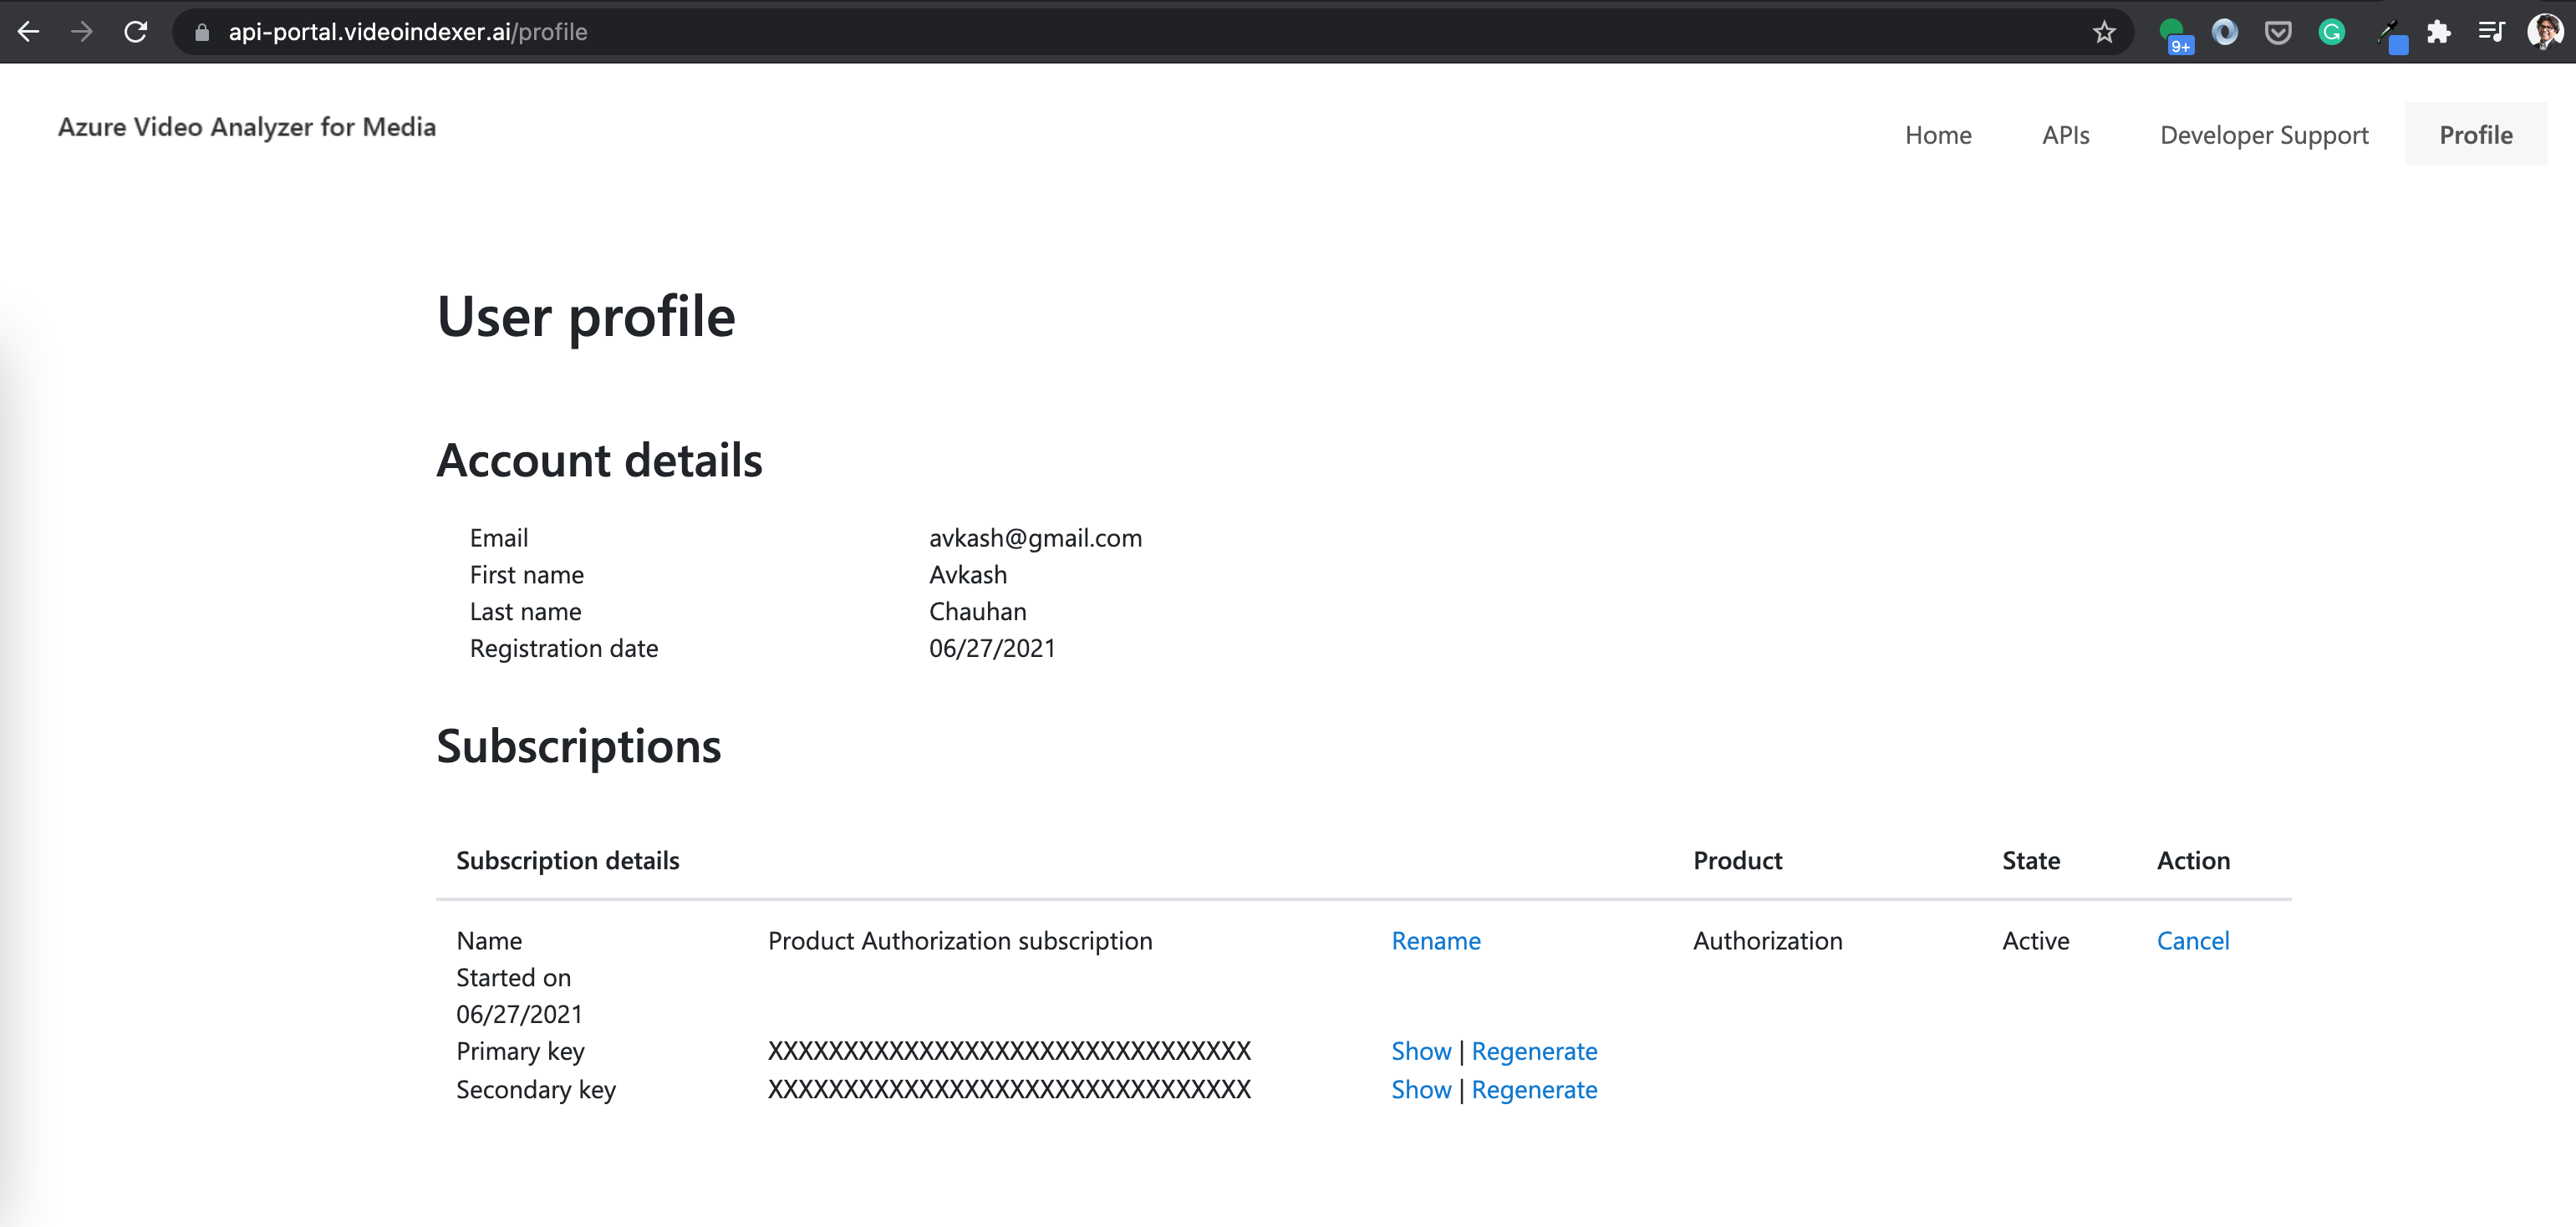 api-portal.videoindexer.ai/profile
9+
Azure Video Analyzer for Media
Home APIs Developer Support Profile
User profile
Account details
Email avkash@gmail.com
First name Avkash
Last name Chauhan
Registration date 06/27/2021
Subscriptions
Subscription details Product State Action
Name Product Authorization subscription Rename Authorization Active Cancel
Started on
06/27/2021
Primary key XXXXXXXXXXXXXXXXXXXXXXXXXXXXXXXX Show | Regenerate
Secondary key XXXXXXXXXXXXXXXXXXXXXXXXXXXXXXXX Show | Regenerate